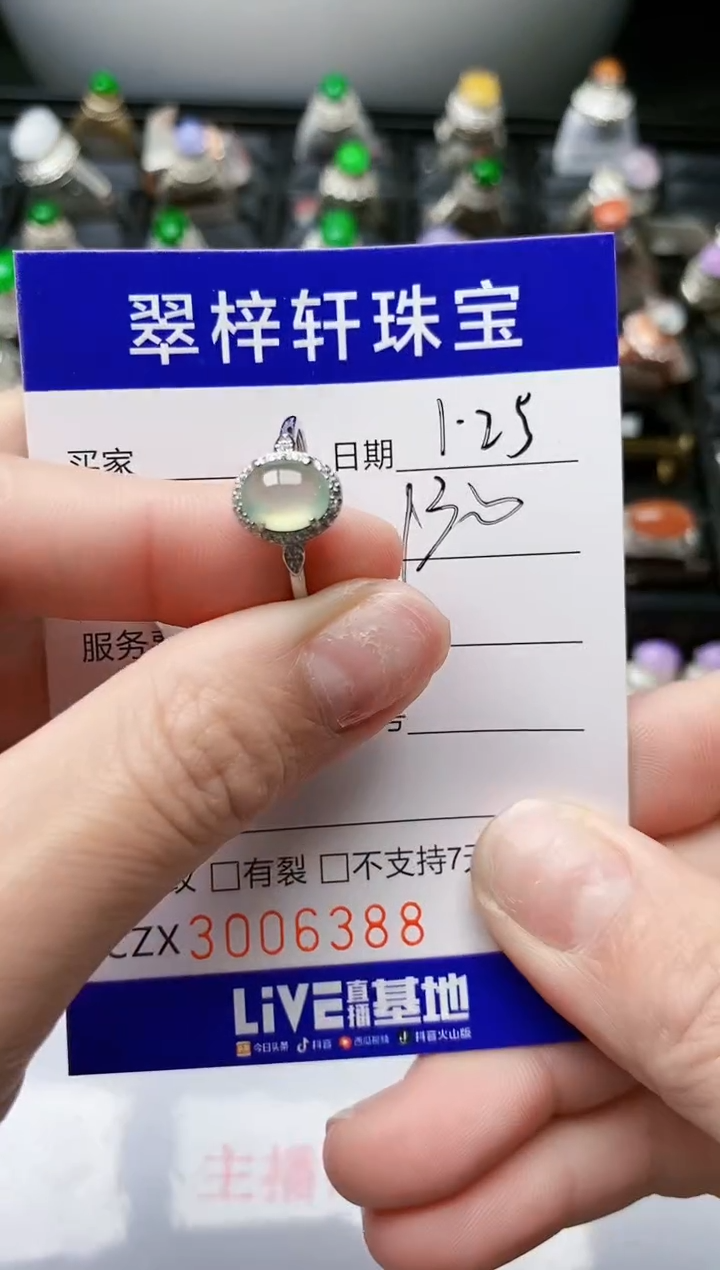 翠梓轩珠宝
买家 日期 1·25
130
服务
号
□有裂 □不支持7天
CZX3006388
LiVE直播基地
今日头条 抖音 西瓜视频 抖音火山版
主播